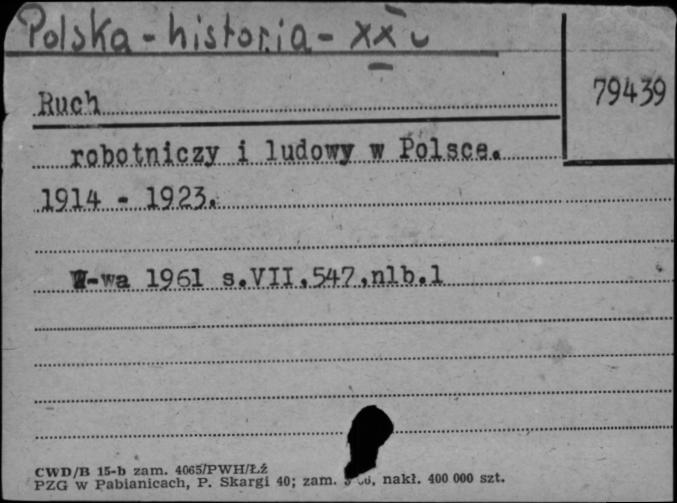 Polska - historia - XX w
79439
Ruch
robotniczy i ludowy w Polsce.
1914 - 1923.
W-wa 1961 s.VII,547,nlb.1
CWD/B 15-b zam. 4065/PWH/Łź
PZG w Pabianicach, P. Skargi 40; zam. nakł. 400 000 szt.